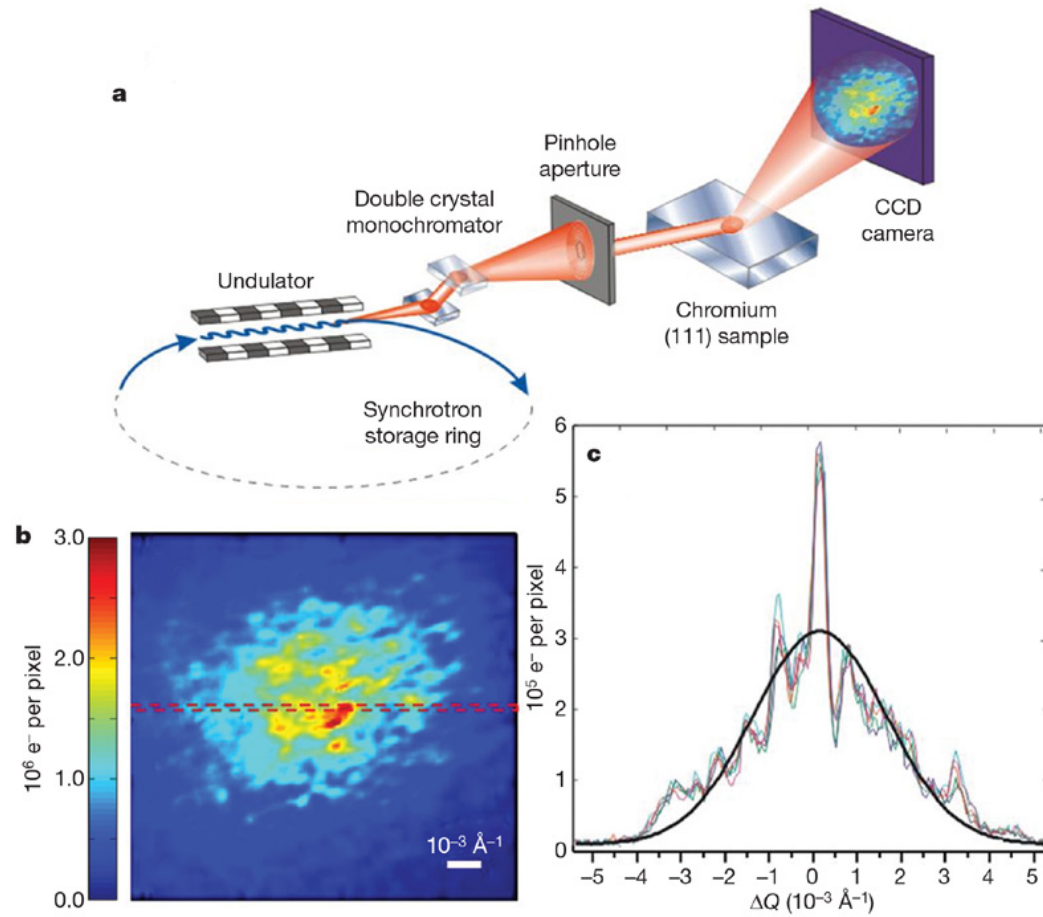 a
Pinhole
aperture
Double crystal
monochromator
CCD
camera
Undulator
Chromium
(111) sample
Synchrotron
storage ring
b
3.0
2.0
1.0
0.0
10⁶ e⁻ per pixel
10⁻³ Å⁻¹
c
6
5
4
3
2
1
0
10⁵ e⁻ per pixel
−5 −4 −3 −2 −1 0 1 2 3 4 5
ΔQ (10⁻³ Å⁻¹)